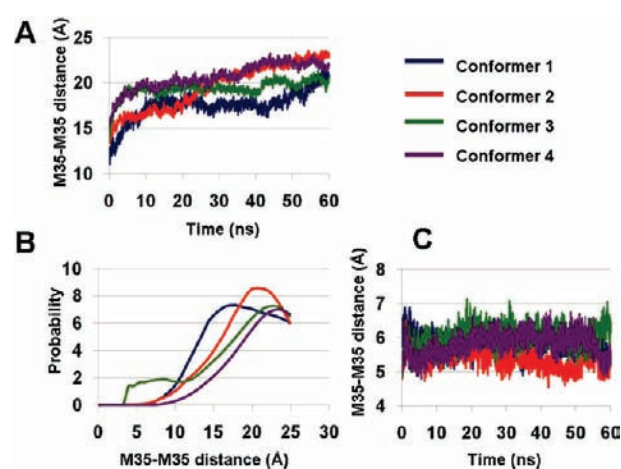 A
M35-M35 distance (Å)
25
20
15
10
0 10 20 30 40 50 60
Time (ns)
Conformer 1
Conformer 2
Conformer 3
Conformer 4
B
Probability
10
8
6
4
2
0
0 5 10 15 20 25 30
M35-M35 distance (Å)
C
M35-M35 distance (Å)
8
7
6
5
4
0 10 20 30 40 50 60
Time (ns)